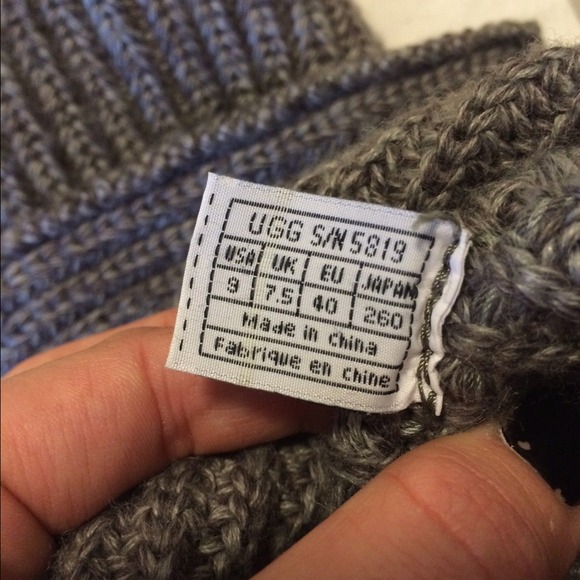 UGG S/N 5819
USA UK EU JAPAN
9 7.5 40 260
Made in china
Fabrique en chine